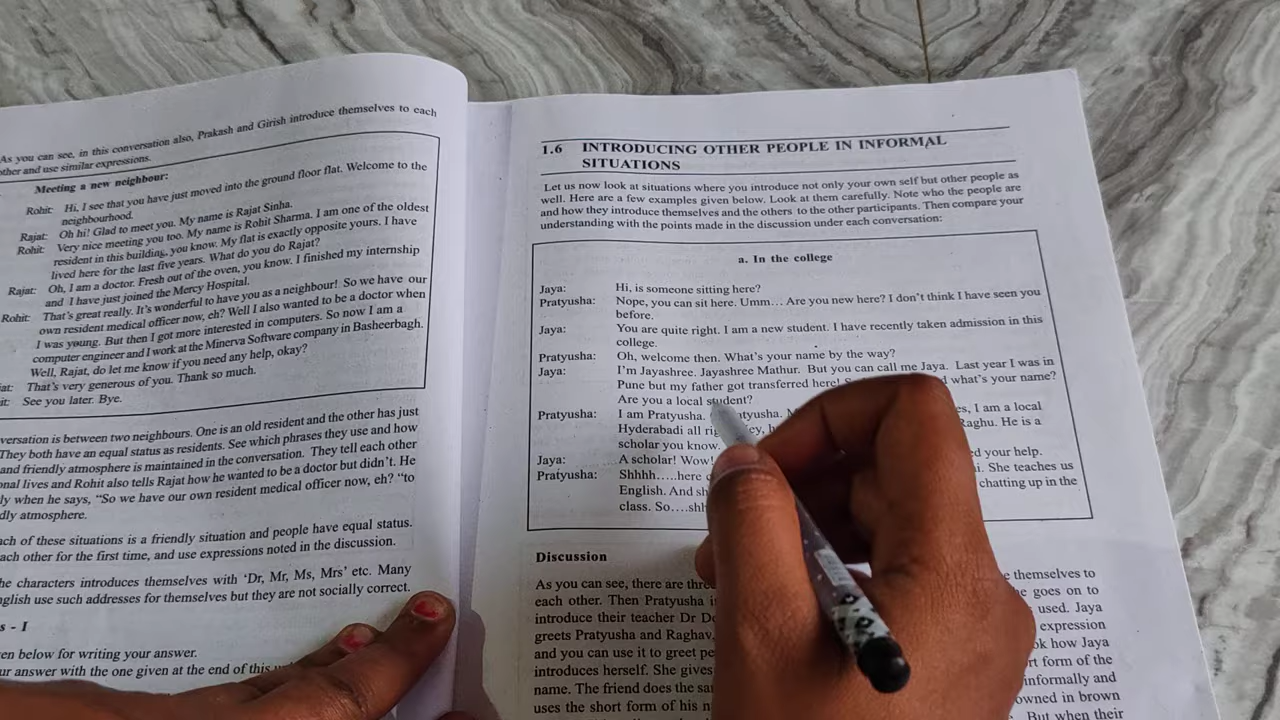 As you can see, in this conversation also, Prakash and Girish introduce themselves to each
other and use similar expressions.
Meeting a new neighbour:
Rohit: Hi, I see that you have just moved into the ground floor flat. Welcome to the
neighbourhood.
Rajat: Oh hi! Glad to meet you. My name is Rajat Sinha.
Rohit: Very nice meeting you too. My name is Rohit Sharma. I am one of the oldest
resident in this building, you know. My flat is exactly opposite yours. I have
lived here for the last five years. What do you do Rajat?
Rajat: Oh, I am a doctor. Fresh out of the oven, you know. I finished my internship
and I have just joined the Mercy Hospital.
Rohit: That's great really. It's wonderful to have you as a neighbour! So we have our
own resident medical officer now, eh? Well I also wanted to be a doctor when
I was young. But then I got more interested in computers. So now I am a
computer engineer and I work at the Minerva Software company in Basheerbagh.
Well, Rajat, do let me know if you need any help, okay?
That's very generous of you. Thank so much.
See you later. Bye.
conversation is between two neighbours. One is an old resident and the other has just
They both have an equal status as residents. See which phrases they use and how
and friendly atmosphere is maintained in the conversation. They tell each other
lives and Rohit also tells Rajat how he wanted to be a doctor but didn't. He
when he says, "So we have our own resident medical officer now, eh? "to
atmosphere.
of these situations is a friendly situation and people have equal status.
each other for the first time, and use expressions noted in the discussion.
characters introduces themselves with 'Dr, Mr, Ms, Mrs' etc. Many
use such addresses for themselves but they are not socially correct.
- I
below for writing your answer.
answer with the one given at the end of this
1.6 INTRODUCING OTHER PEOPLE IN INFORMAL
SITUATIONS
Let us now look at situations where you introduce not only your own self but other people as
well. Here are a few examples given below. Look at them carefully. Note who the people are
and how they introduce themselves and the others to the other participants. Then compare your
understanding with the points made in the discussion under each conversation:
a. In the college
Jaya: Hi, is someone sitting here?
Pratyusha: Nope, you can sit here. Umm... Are you new here? I don't think I have seen you
before.
Jaya: You are quite right. I am a new student. I have recently taken admission in this
college.
Pratyusha: Oh, welcome then. What's your name by the way?
Jaya: I'm Jayashree. Jayashree Mathur. But you can call me Jaya. Last year I was in
Pune but my father got transferred here! what's your name?
Are you a local student?
Pratyusha: I am Pratyusha. I am a local
Hyderabadi all Raghu. He is a
scholar you know
Jaya: A scholar! Wow! your help.
Pratyusha: Shhhh.....here She teaches us
English. And chatting up in the
class. So....
Discussion
As you can see, there are themselves to
each other. Then Pratyusha goes on to
introduce their teacher Dr used. Jaya
greets Pratyusha and Raghav, expression
and you can use it to greet how Jaya
introduces herself. She gives form of the
name. The friend does the informally and
uses the short form of his in brown
But when their